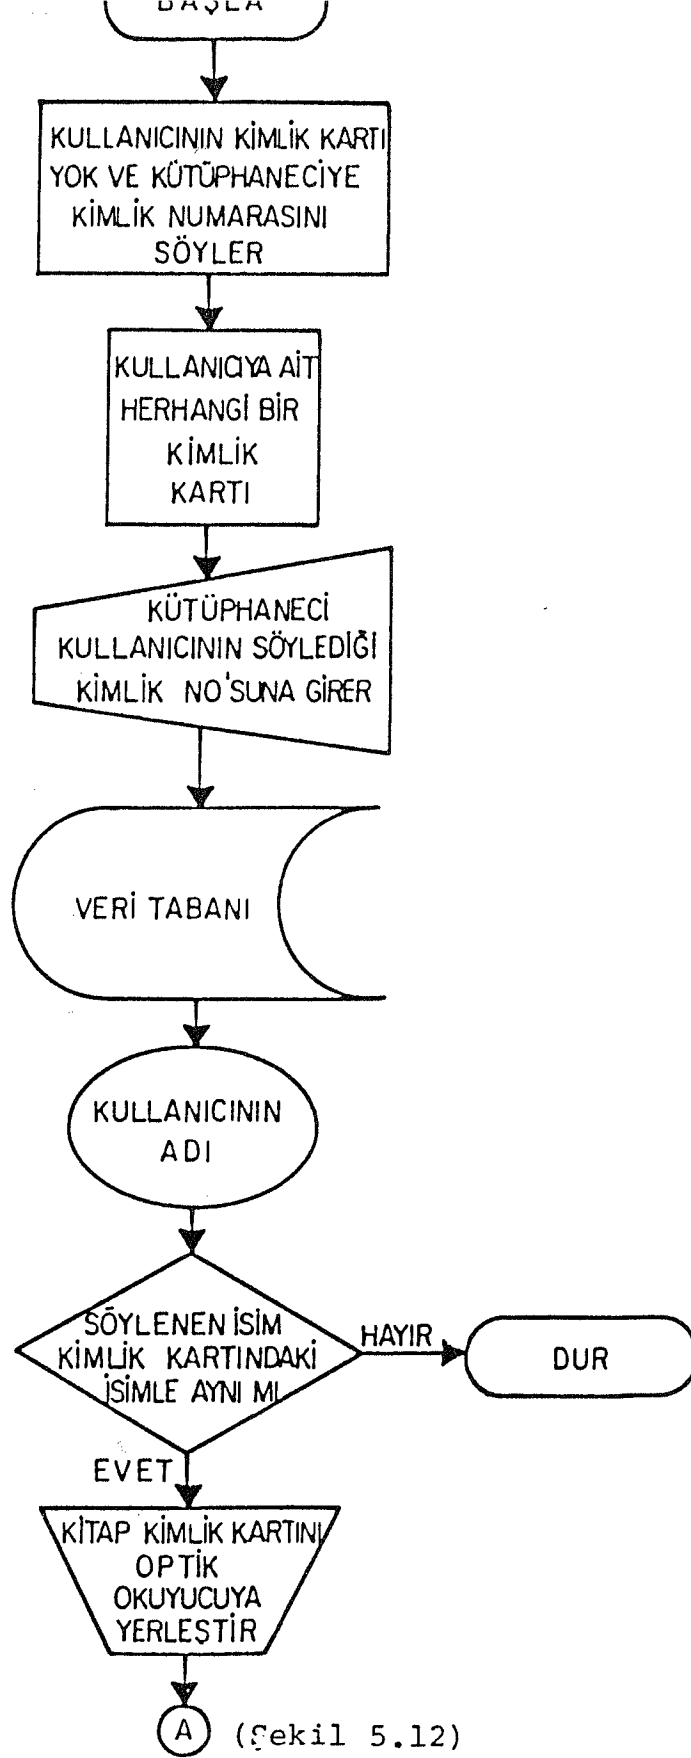 BAŞLA
KULLANICININ KİMLİK KARTI
YOK VE KÜTÜPHANECİYE
KİMLİK NUMARASINI
SÖYLER
KULLANICIYA AİT
HERHANGİ BİR
KİMLİK
KARTI
KÜTÜPHANECİ
KULLANICININ SÖYLEDİĞİ
KİMLİK NO'SUNA GİRER
VERİ TABANI
KULLANICININ
ADI
SÖYLENEN İSİM
KİMLİK KARTINDAKİ
İSİMLE AYNI MI
HAYIR
DUR
EVET
KİTAP KİMLİK KARTINI
OPTİK
OKUYUCUYA
YERLEŞTİR
A (Şekil 5.12)